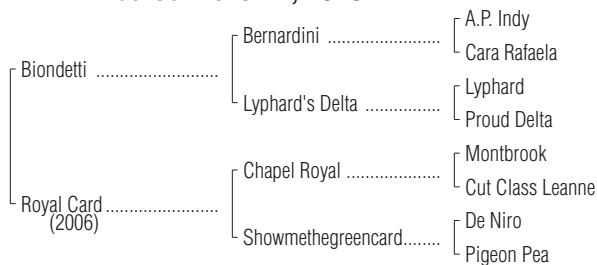 Biondetti
Royal Card
(2006)
Bernardini
Lyphard's Delta
Chapel Royal
Showmethegreencard
A.P. Indy
Cara Rafaela
Lyphard
Proud Delta
Montbrook
Cut Class Leanne
De Niro
Pigeon Pea